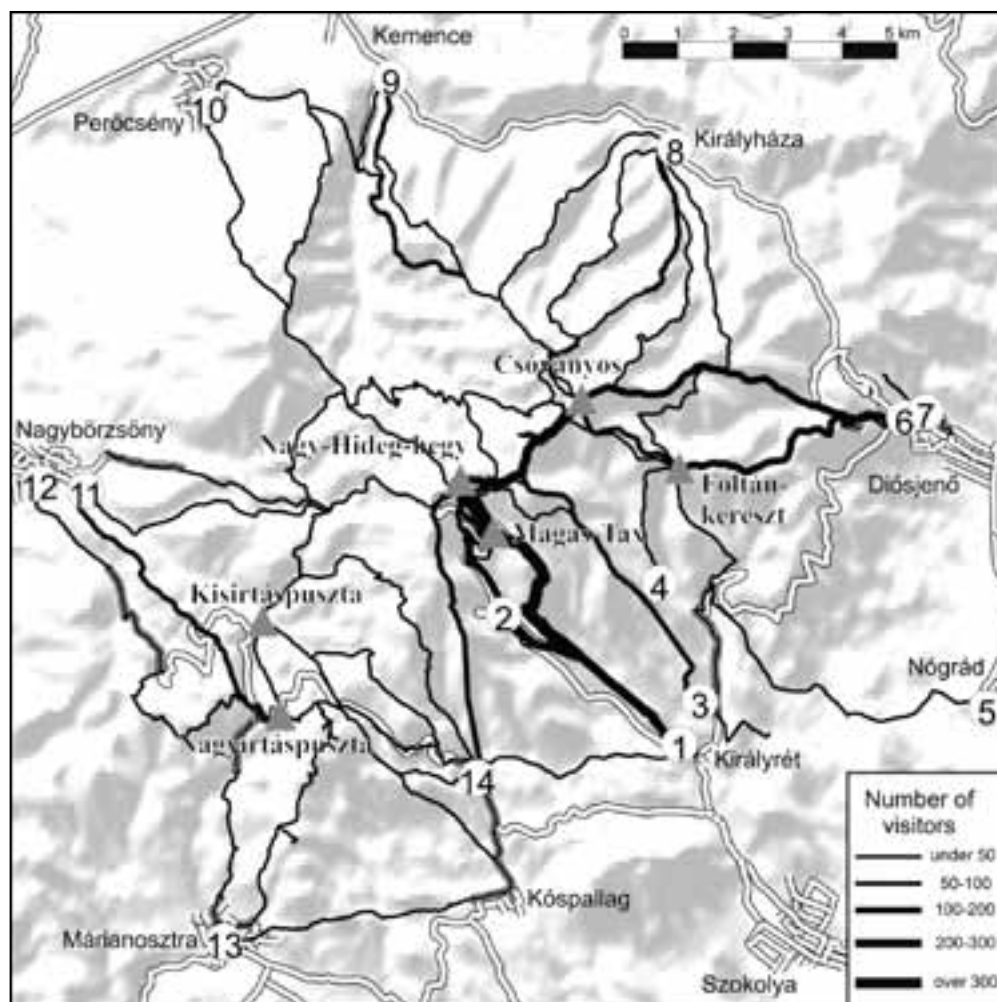 Kemence
0 1 2 3 4 5 km
9
10
Perőcsény
8
Királyháza
Csóványos
Nagybörzsöny
Nagy-Hideg-hegy
6
7
12
11
Foltán-
kereszt
Diósjenő
Magas-Tax
Kisirtáspuszta
4
2
Nógrád
3
5
Nagyirtáspuszta
1
Királyrét
14
Number of
visitors
under 50
50-100
100-200
200-300
over 300
Kóspallag
Márianosztra
13
Szokolya